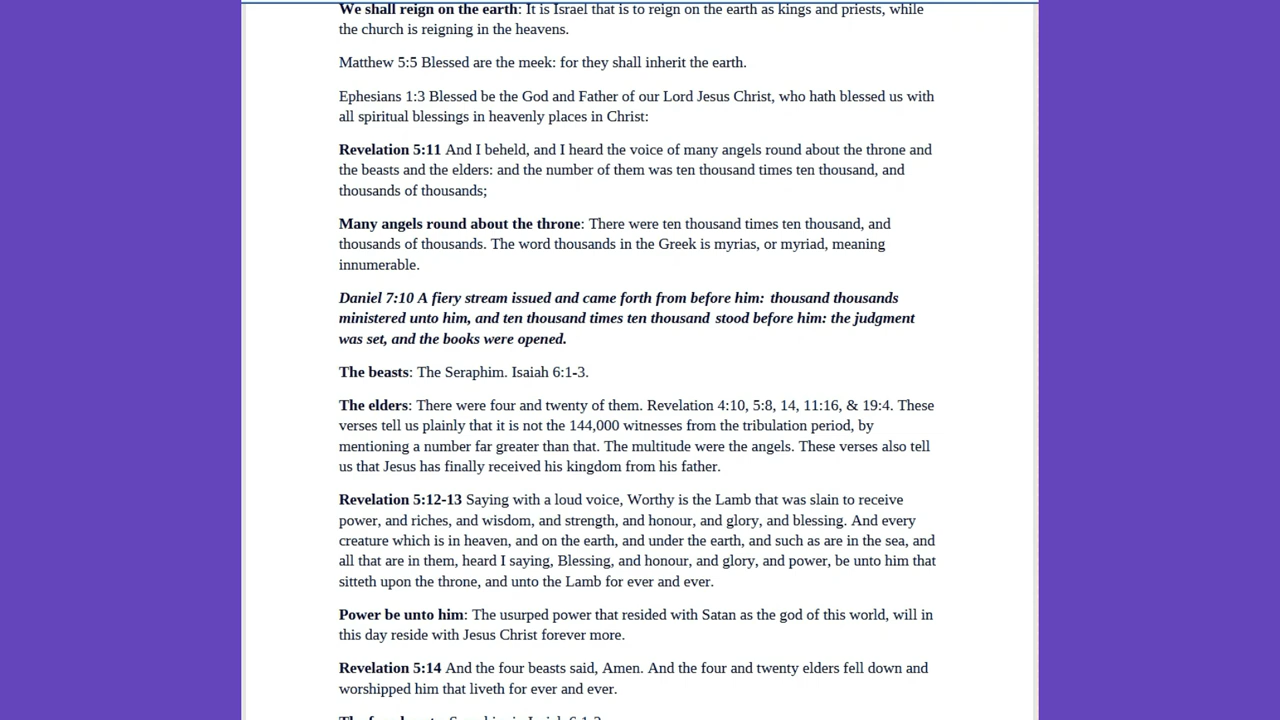 We shall reign on the earth: It is Israel that is to reign on the earth as kings and priests, while
the church is reigning in the heavens.
Matthew 5:5 Blessed are the meek: for they shall inherit the earth.
Ephesians 1:3 Blessed be the God and Father of our Lord Jesus Christ, who hath blessed us with
all spiritual blessings in heavenly places in Christ:
Revelation 5:11 And I beheld, and I heard the voice of many angels round about the throne and
the beasts and the elders: and the number of them was ten thousand times ten thousand, and
thousands of thousands;
Many angels round about the throne: There were ten thousand times ten thousand, and
thousands of thousands. The word thousands in the Greek is myrias, or myriad, meaning
innumerable.
Daniel 7:10 A fiery stream issued and came forth from before him: thousand thousands
ministered unto him, and ten thousand times ten thousand stood before him: the judgment
was set, and the books were opened.
The beasts: The Seraphim. Isaiah 6:1-3.
The elders: There were four and twenty of them. Revelation 4:10, 5:8, 14, 11:16, & 19:4. These
verses tell us plainly that it is not the 144,000 witnesses from the tribulation period, by
mentioning a number far greater than that. The multitude were the angels. These verses also tell
us that Jesus has finally received his kingdom from his father.
Revelation 5:12-13 Saying with a loud voice, Worthy is the Lamb that was slain to receive
power, and riches, and wisdom, and strength, and honour, and glory, and blessing. And every
creature which is in heaven, and on the earth, and under the earth, and such as are in the sea, and
all that are in them, heard I saying, Blessing, and honour, and glory, and power, be unto him that
sitteth upon the throne, and unto the Lamb for ever and ever.
Power be unto him: The usurped power that resided with Satan as the god of this world, will in
this day reside with Jesus Christ forever more.
Revelation 5:14 And the four beasts said, Amen. And the four and twenty elders fell down and
worshipped him that liveth for ever and ever.